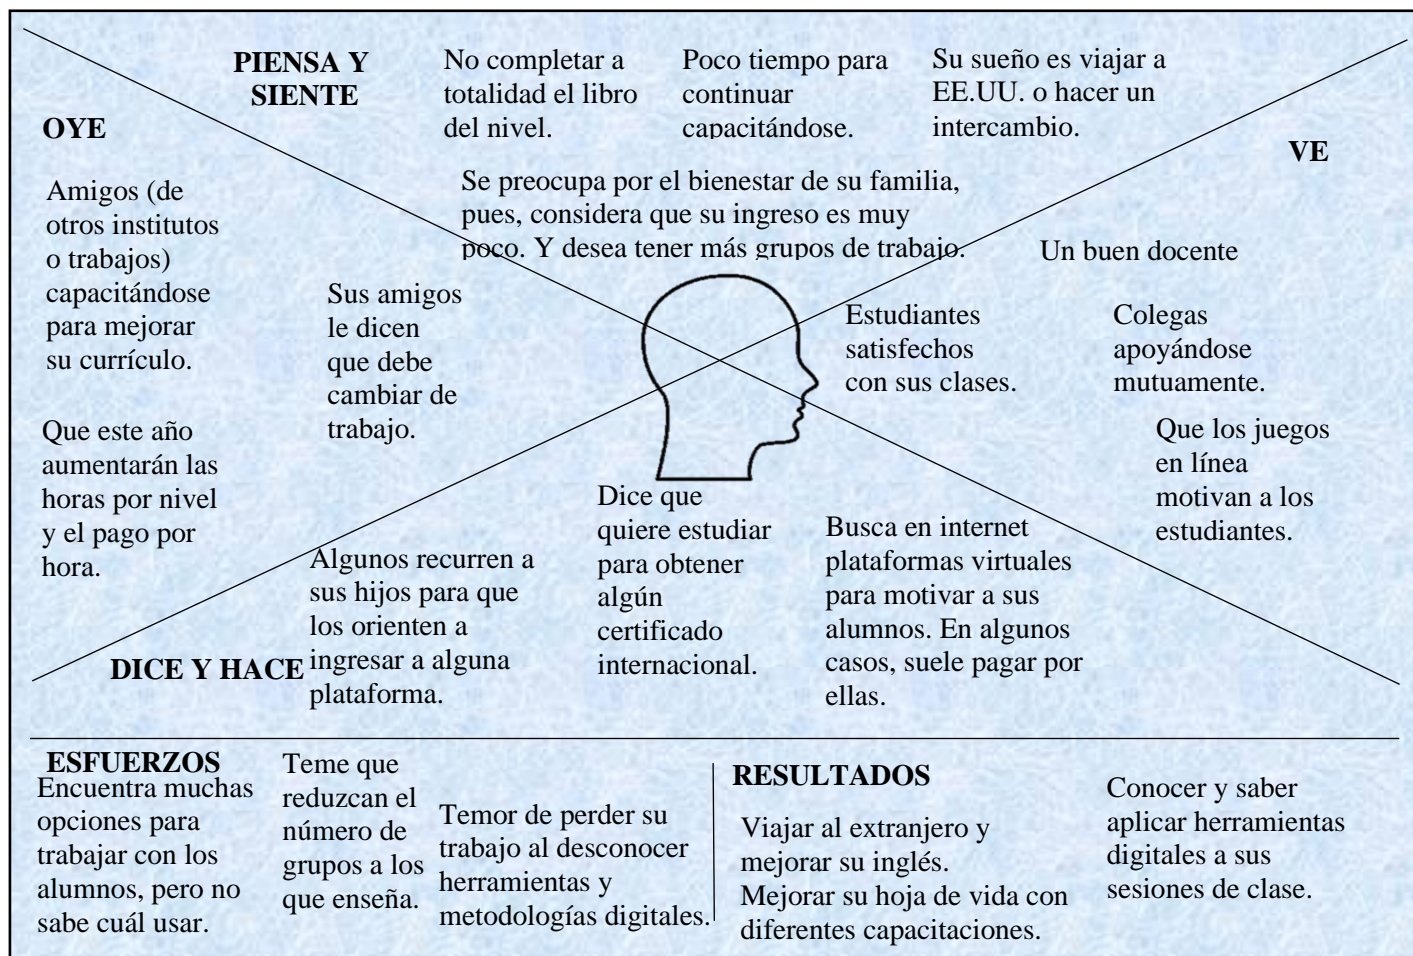 PIENSA Y
SIENTE
No completar a
totalidad el libro
del nivel.
Poco tiempo para
continuar
capacitándose.
Su sueño es viajar a
EE.UU. o hacer un
intercambio.
Se preocupa por el bienestar de su familia,
pues, considera que su ingreso es muy
poco. Y desea tener más grupos de trabajo.
OYE
Amigos (de
otros institutos
o trabajos)
capacitándose
para mejorar
su currículo.
Sus amigos
le dicen
que debe
cambiar de
trabajo.
Que este año
aumentarán las
horas por nivel
y el pago por
hora.
VE
Un buen docente
Estudiantes
satisfechos
con sus clases.
Colegas
apoyándose
mutuamente.
Que los juegos
en línea
motivan a los
estudiantes.
DICE Y HACE
Algunos recurren a
sus hijos para que
los orienten a
ingresar a alguna
plataforma.
Dice que
quiere estudiar
para obtener
algún
certificado
internacional.
Busca en internet
plataformas virtuales
para motivar a sus
alumnos. En algunos
casos, suele pagar por
ellas.
ESFUERZOS
Encuentra muchas
opciones para
trabajar con los
alumnos, pero no
sabe cuál usar.
Teme que
reduzcan el
número de
grupos a los
que enseña.
Temor de perder su
trabajo al desconocer
herramientas y
metodologías digitales.
RESULTADOS
Viajar al extranjero y
mejorar su inglés.
Mejorar su hoja de vida con
diferentes capacitaciones.
Conocer y saber
aplicar herramientas
digitales a sus
sesiones de clase.